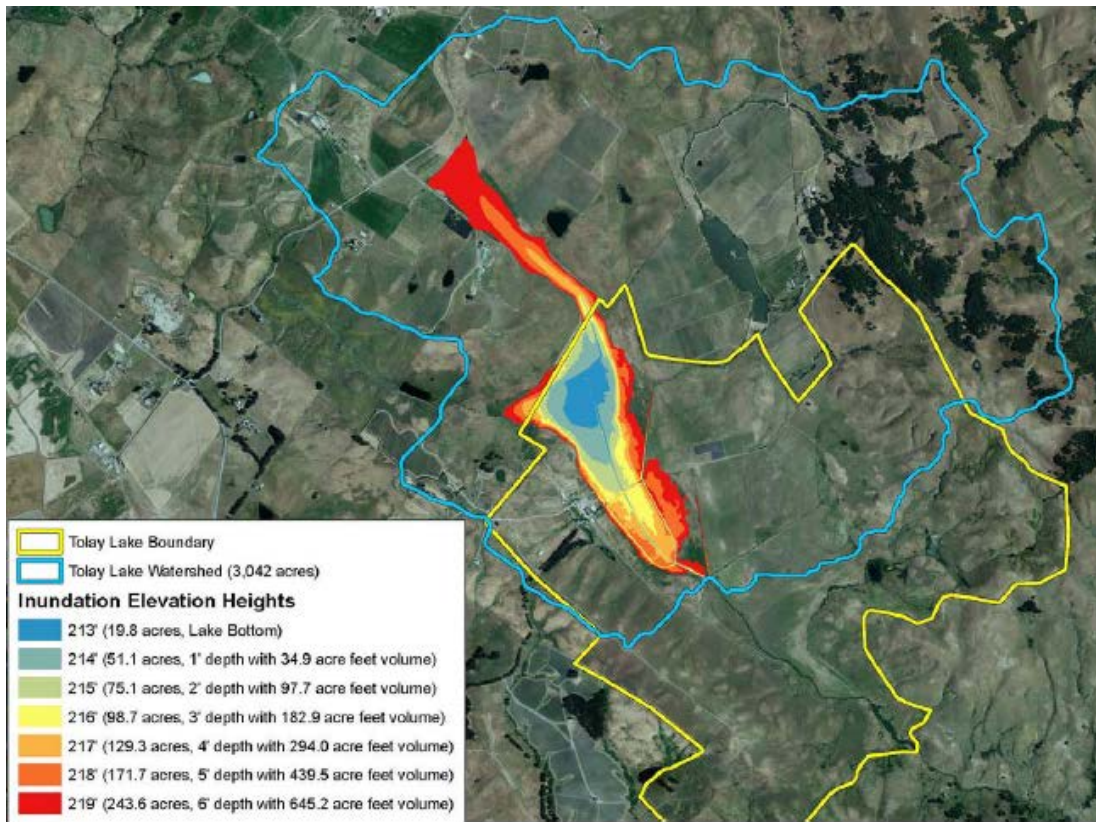 Tolay Lake Boundary
Tolay Lake Watershed (3,042 acres)
Inundation Elevation Heights
213' (19.8 acres, Lake Bottom)
214' (51.1 acres, 1' depth with 34.9 acre feet volume)
215' (75.1 acres, 2' depth with 97.7 acre feet volume)
216' (98.7 acres, 3' depth with 182.9 acre feet volume)
217' (129.3 acres, 4' depth with 294.0 acre feet volume)
218' (171.7 acres, 5' depth with 439.5 acre feet volume)
219' (243.6 acres, 6' depth with 645.2 acre feet volume)